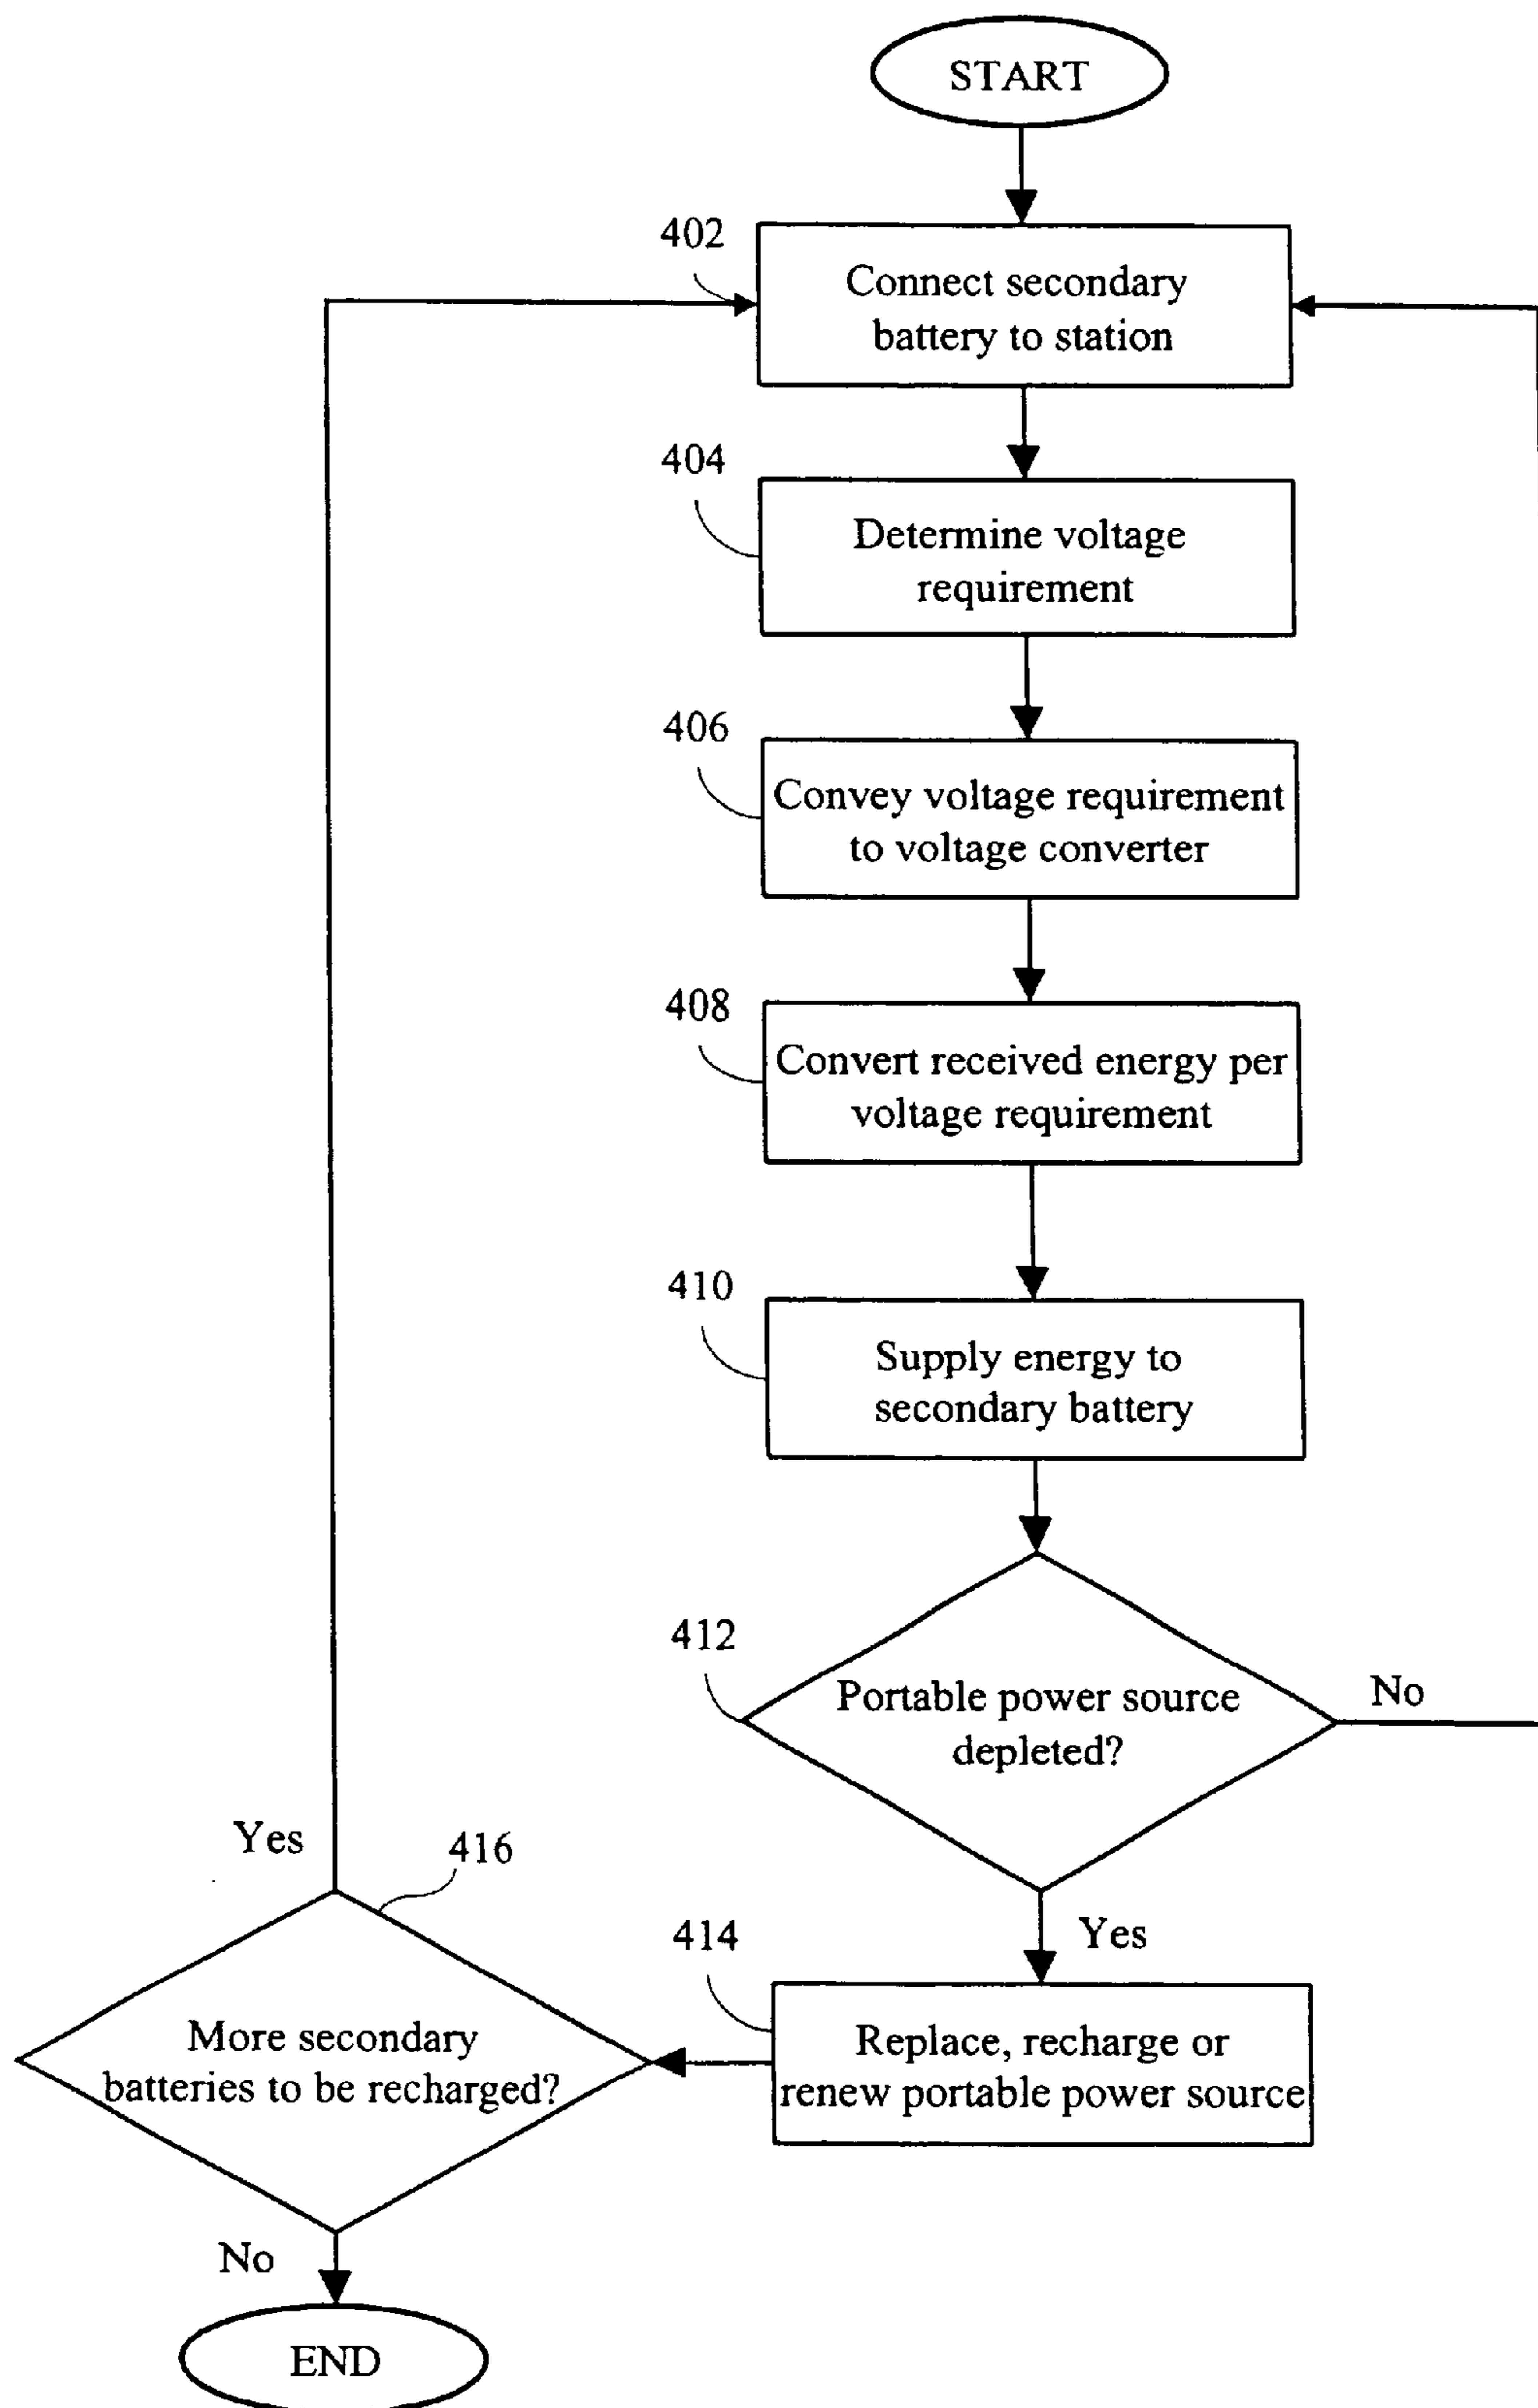 START
402
Connect secondary
battery to station
404
Determine voltage
requirement
406
Convey voltage requirement
to voltage converter
408
Convert received energy per
voltage requirement
410
Supply energy to
secondary battery
412
Portable power source
depleted?
No
Yes
414
Replace, recharge or
renew portable power source
416
Yes
More secondary
batteries to be recharged?
No
END